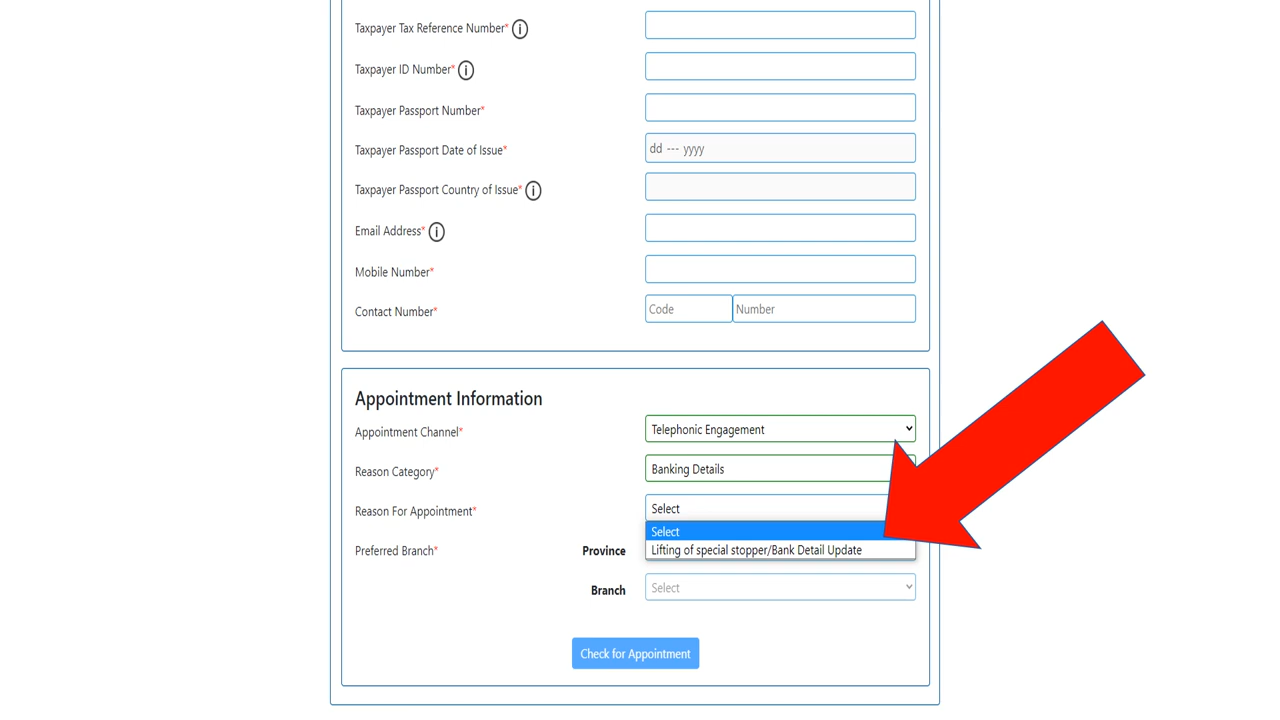 Taxpayer Tax Reference Number* i
Taxpayer ID Number* i
Taxpayer Passport Number*
Taxpayer Passport Date of Issue* dd --- yyyy
Taxpayer Passport Country of Issue* i
Email Address* i
Mobile Number*
Contact Number* Code Number
Appointment Information
Appointment Channel* Telephonic Engagement
Reason Category* Banking Details
Reason For Appointment* Select
Select
Preferred Branch* Province Lifting of special stopper/Bank Detail Update
Branch Select
Check for Appointment